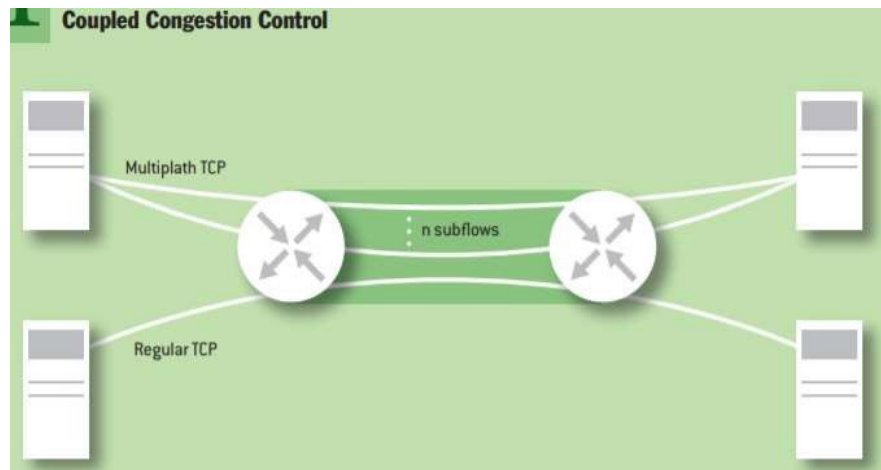 Coupled Congestion Control
Multiplath TCP
n subflows
Regular TCP